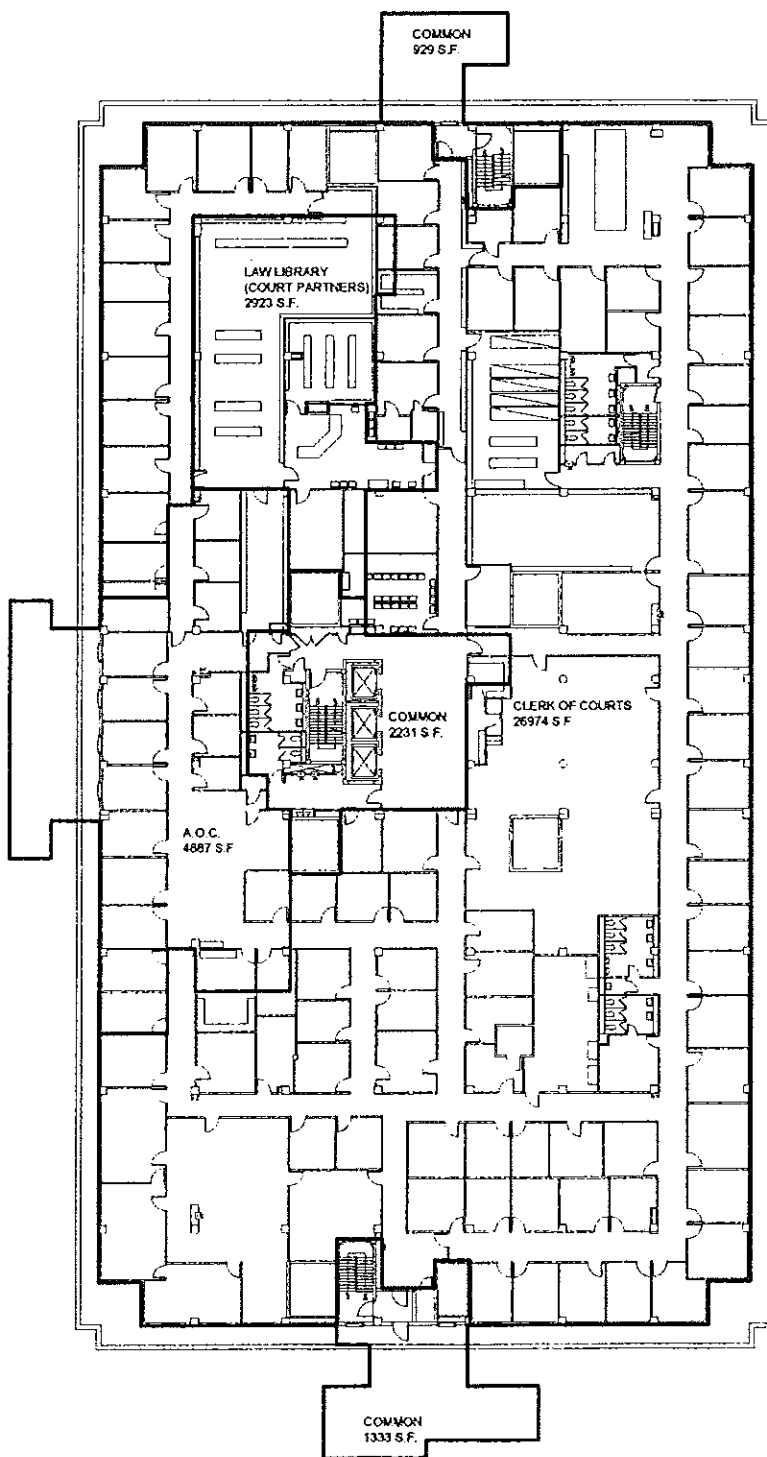 COMMON
929 S.F.
LAW LIBRARY
(COURT PARTNERS)
2923 S.F.
CLERK OF COURTS
26974 S.F
COMMON
2231 S.F.
A.O.C.
4887 S.F
COMMON
1333 S.F.